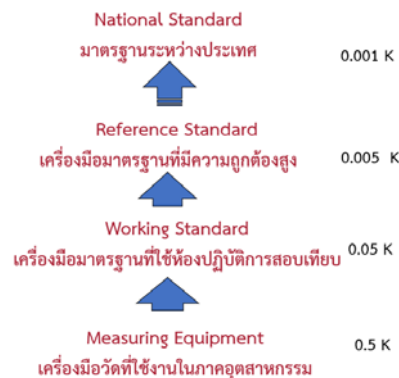 National Standard
มาตรฐานระหว่างประเทศ
0.001 K
Reference Standard
เครื่องมือมาตรฐานที่มีความถูกต้องสูง
0.005 K
Working Standard
เครื่องมือมาตรฐานที่ใช้ห้องปฏิบัติการสอบเทียบ
0.05 K
Measuring Equipment
เครื่องมือวัดที่ใช้งานในภาคอุตสาหกรรม
0.5 K